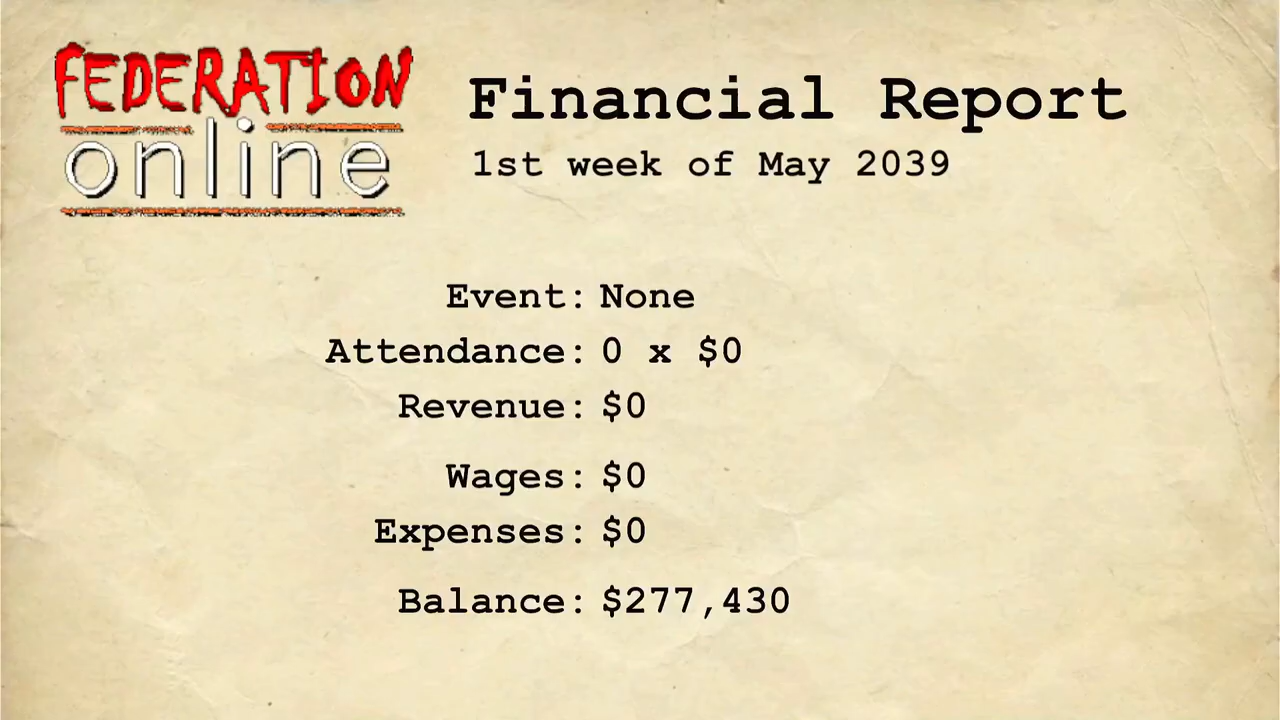 FEDERATION
online
Financial Report
1st week of May 2039
Event: None
Attendance: 0 x $0
Revenue: $0
Wages: $0
Expenses: $0
Balance: $277,430